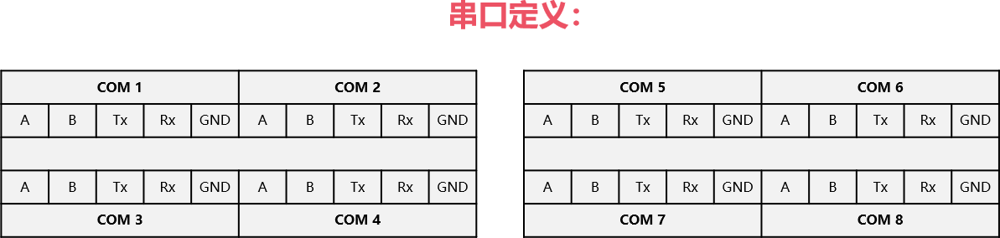 串口定义：
COM 1 COM 2 COM 5 COM 6
A B Tx Rx GND A B Tx Rx GND A B Tx Rx GND A B Tx Rx GND
A B Tx Rx GND A B Tx Rx GND A B Tx Rx GND A B Tx Rx GND
COM 3 COM 4 COM 7 COM 8